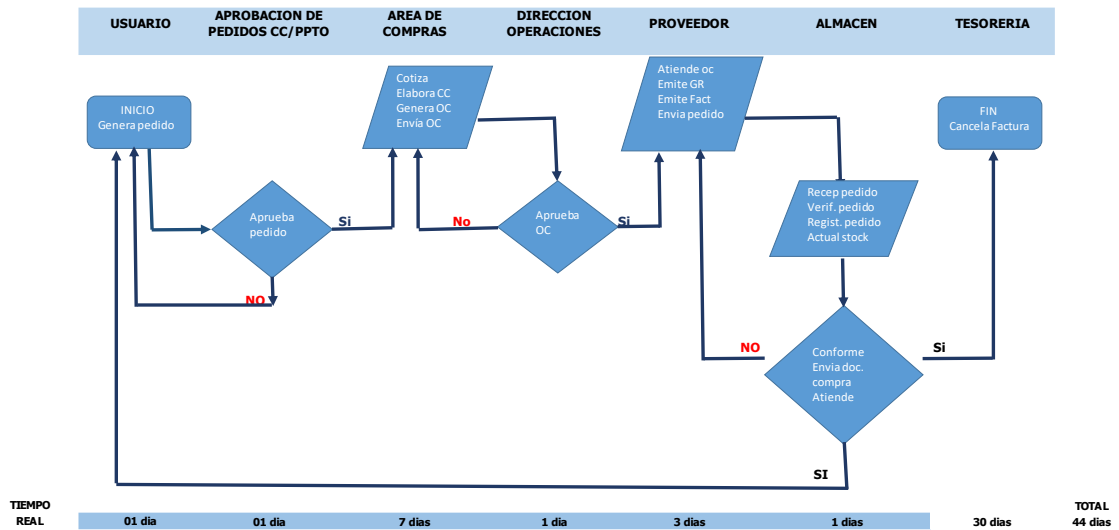 USUARIO
APROBACION DE
PEDIDOS CC/PPTO
AREA DE
COMPRAS
DIRECCION
OPERACIONES
PROVEEDOR
ALMACEN
TESORERIA
INICIO
Genera pedido
Cotiza
Elabora CC
Genera OC
Envía OC
Atiende oc
Emite GR
Emite Fact
Envia pedido
FIN
Cancela Factura
Aprueba
pedido
Si
No
Aprueba
OC
Si
Recep pedido
Verif. pedido
Regist. pedido
Actual stock
NO
NO
Conforme
Envia doc.
compra
Atiende
Si
SI
TIEMPO
REAL
01 dia
01 dia
7 dias
1 dia
3 dias
1 dias
30 dias
TOTAL
44 dias